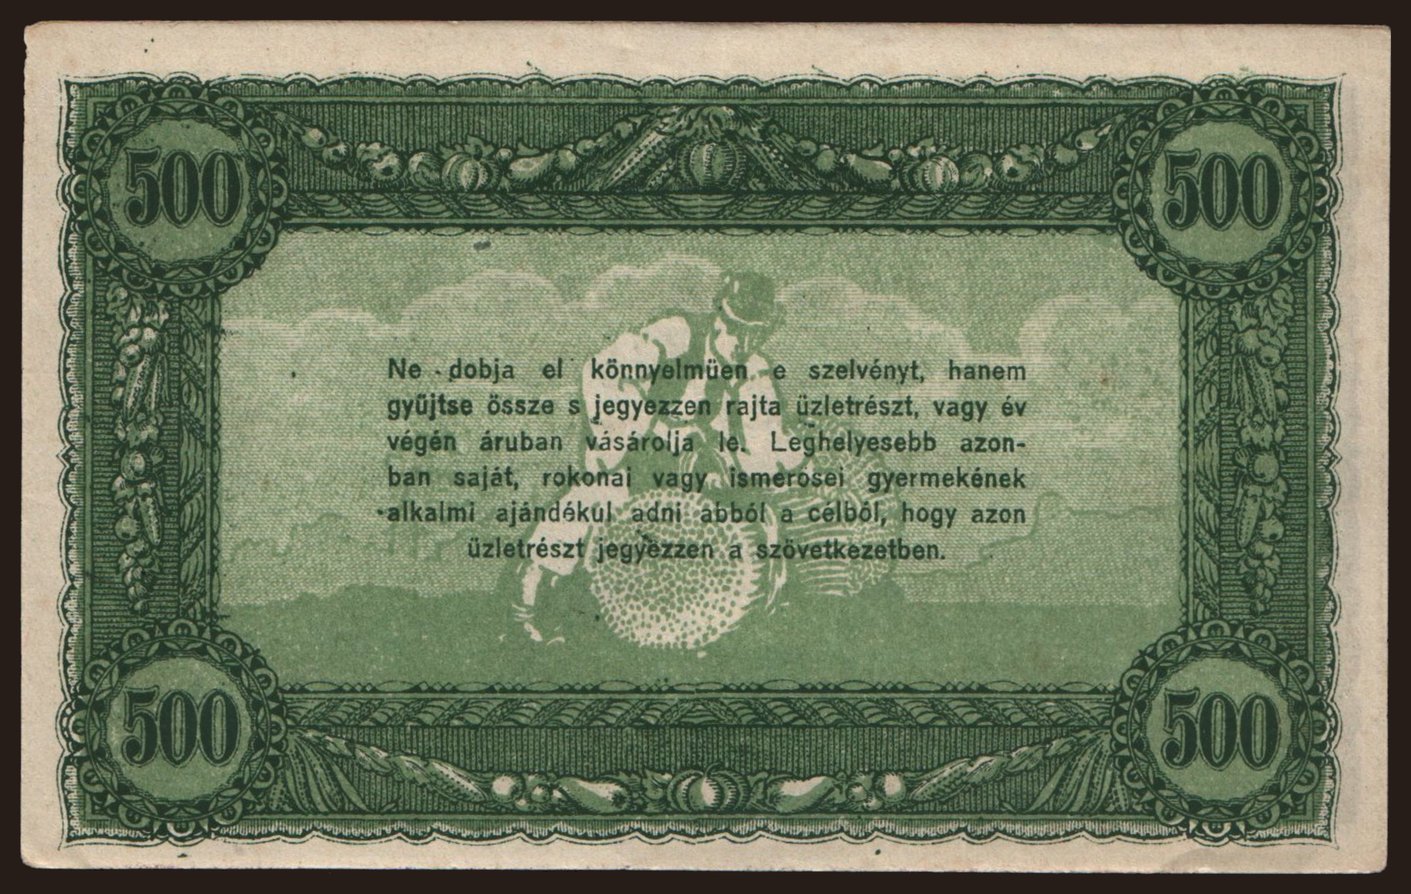 500 500
Ne dobja el könnyelmüen e szelvényt, hanem
gyűjtse össze s jegyezzen rajta üzletrészt, vagy év
végén áruban vásárolja le. Leghelyesebb azon-
ban saját, rokonai vagy ismerosei gyermekének
alkalmi ajándékul adni abból a célból, hogy azon
üzletrészt jegyezzen a szövetkezetben.
500 500